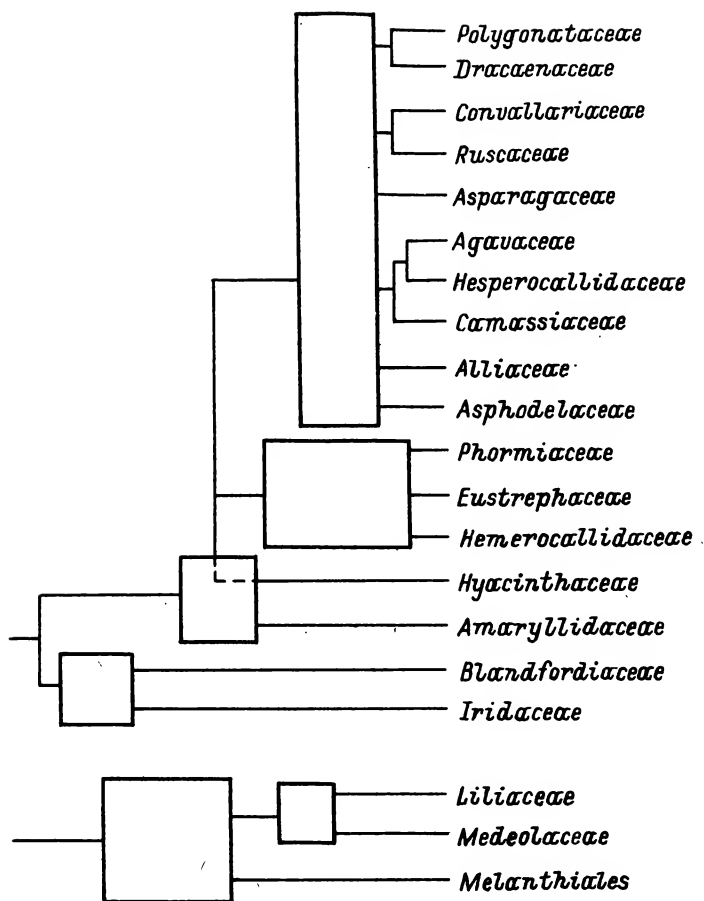 Polygonataceae
Dracaenaceae
Convallariaceae
Ruscaceae
Asparagaceae
Agavaceae
Hesperocallidaceae
Camassiaceae
Alliaceae
Asphodelaceae
Phormiaceae
Eustrephaceae
Hemerocallidaceae
Hyacinthaceae
Amaryllidaceae
Blandfordiaceae
Iridaceae
Liliaceae
Medeolaceae
Melanthiales